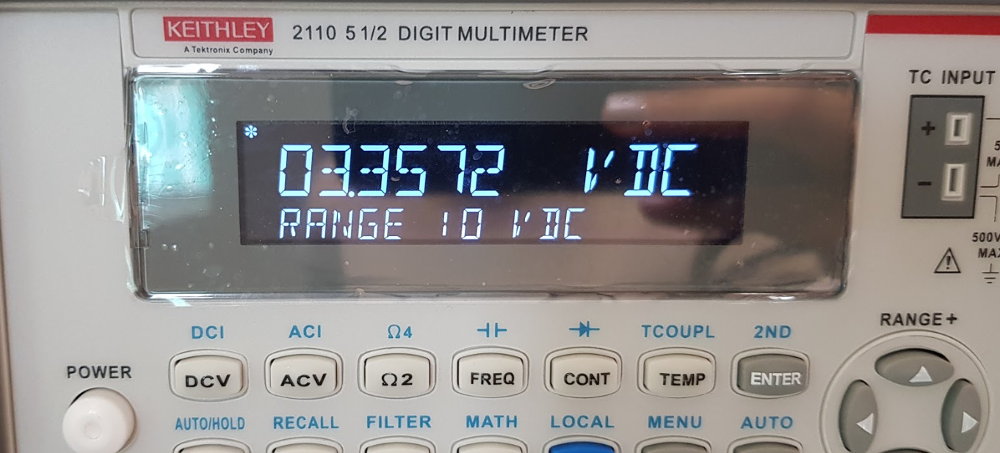 KEITHLEY 2110 5 1/2 DIGIT MULTIMETER
A Tektronix Company
TC INPUT
+
-
* 03.3572 VDC
RANGE 10 VDC
500V
⚠
RANGE+
DCI ACI Ω4 TCOUPL 2ND
POWER
DCV ACV Ω2 FREQ CONT TEMP ENTER
AUTO/HOLD RECALL FILTER MATH LOCAL MENU AUTO